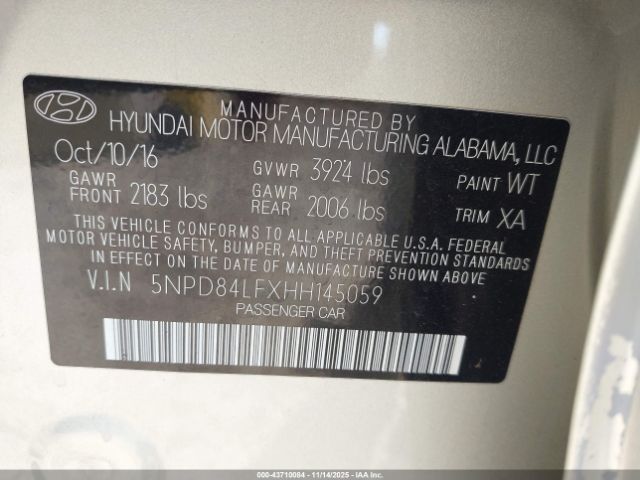 MANUFACTURED BY
HYUNDAI MOTOR MANUFACTURING ALABAMA, LLC
Oct/10/16 GVWR 3924 lbs PAINT WT
GAWR FRONT 2183 lbs GAWR REAR 2006 lbs TRIM XA
THIS VEHICLE CONFORMS TO ALL APPLICABLE U.S.A. FEDERAL
MOTOR VEHICLE SAFETY, BUMPER, AND THEFT PREVENTION STANDARDS
IN EFFECT ON THE DATE OF MANUFACTURE SHOWN ABOVE.
V.I.N 5NPD84LFXHH145059
PASSENGER CAR
000-43710084 - 11/14/2025 - IAAI.COM